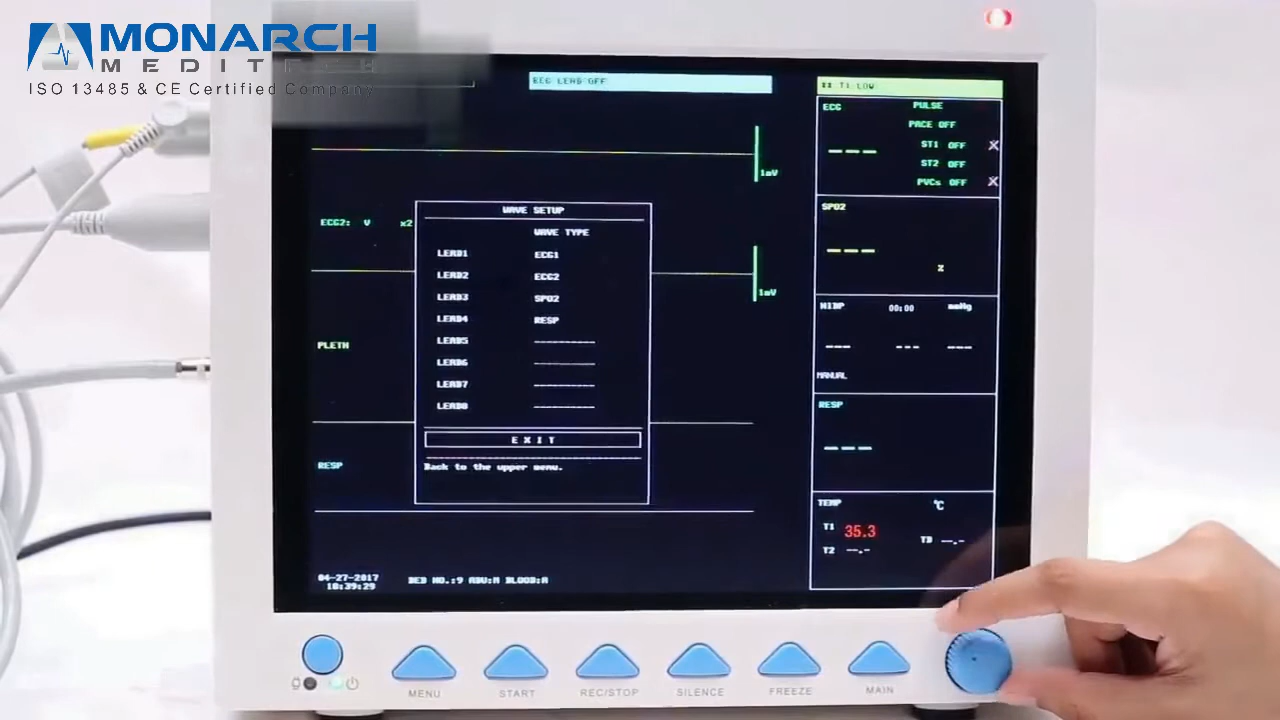 MONARCH
MEDITECH
ISO 13485 & CE Certified Company
ECG LEAD OFF
## T1 LOW
ECG PULSE
PACE OFF
ST1 OFF
ST2 OFF
PVCs OFF
1mV
ECG2: V x2
1mV
PLETH
RESP
WAVE SETUP
WAVE TYPE
LEAD1 ECG1
LEAD2 ECG2
LEAD3 SPO2
LEAD4 RESP
LEAD5 ----------
LEAD6 ----------
LEAD7 ----------
LEAD8 ----------
EXIT
Back to the upper menu.
SPO2
---
%
NIBP 00:00 mmHg
--- --- ---
MANUAL
RESP
---
TEMP ℃
T1 35.3
T2 --.-
TD --.-
04-27-2017
10:39:29
BED NO.:9 ADU:M BLOOD:A
MENU
START
REC/STOP
SILENCE
FREEZE
MAIN